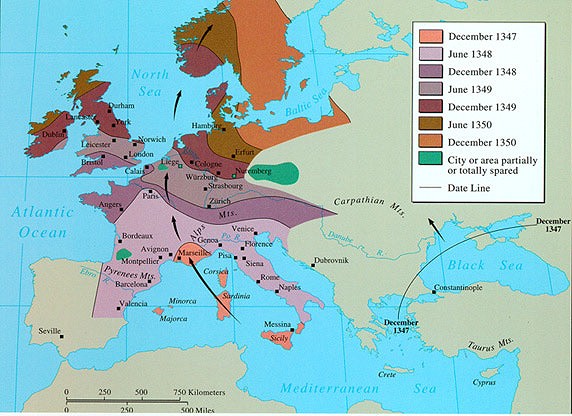 December 1347
June 1348
December 1348
June 1349
December 1349
June 1350
December 1350
City or area partially
or totally spared
Date Line
North
Sea
Baltic Sea
Durham
Lancaster
York
Dublin
Leicester
Norwich
Bristol
London
Calais
Hamburg
Erfurt
Liege
Cologne
Nuremberg
Würzburg
Strasbourg
Paris
Zürich
Angers
Atlantic
Ocean
Mts.
Carpathian Mts.
Alps
Bordeaux
Avignon
Montpellier
Marseilles
Genoa
Venice
Po R.
Florence
Pisa
Siena
Danube R.
Dubrovnik
Black Sea
December
1347
Pyrenees Mts.
Ebro R.
Barcelona
Corsica
Rome
Naples
Constantinople
Valencia
Minorca
Majorca
Sardinia
December
1347
Seville
Messina
Sicily
Taurus Mts.
Crete
Cyprus
Mediterranean Sea
0 250 500 750 Kilometers
0 500 Miles